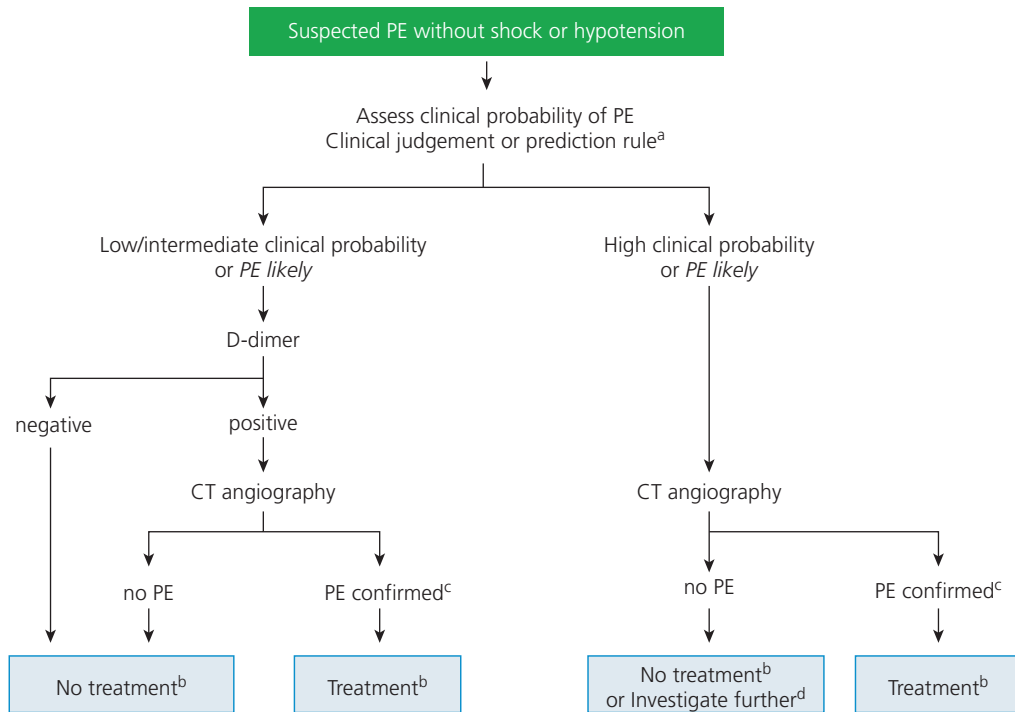 Suspected PE without shock or hypotension
Assess clinical probability of PE
Clinical judgement or prediction ruleᵃ
Low/intermediate clinical probability
or PE likely
High clinical probability
or PE likely
D-dimer
negative
positive
CT angiography
CT angiography
no PE
PE confirmedᶜ
no PE
PE confirmedᶜ
No treatmentᵇ
Treatmentᵇ
No treatmentᵇ
or Investigate furtherᵈ
Treatmentᵇ